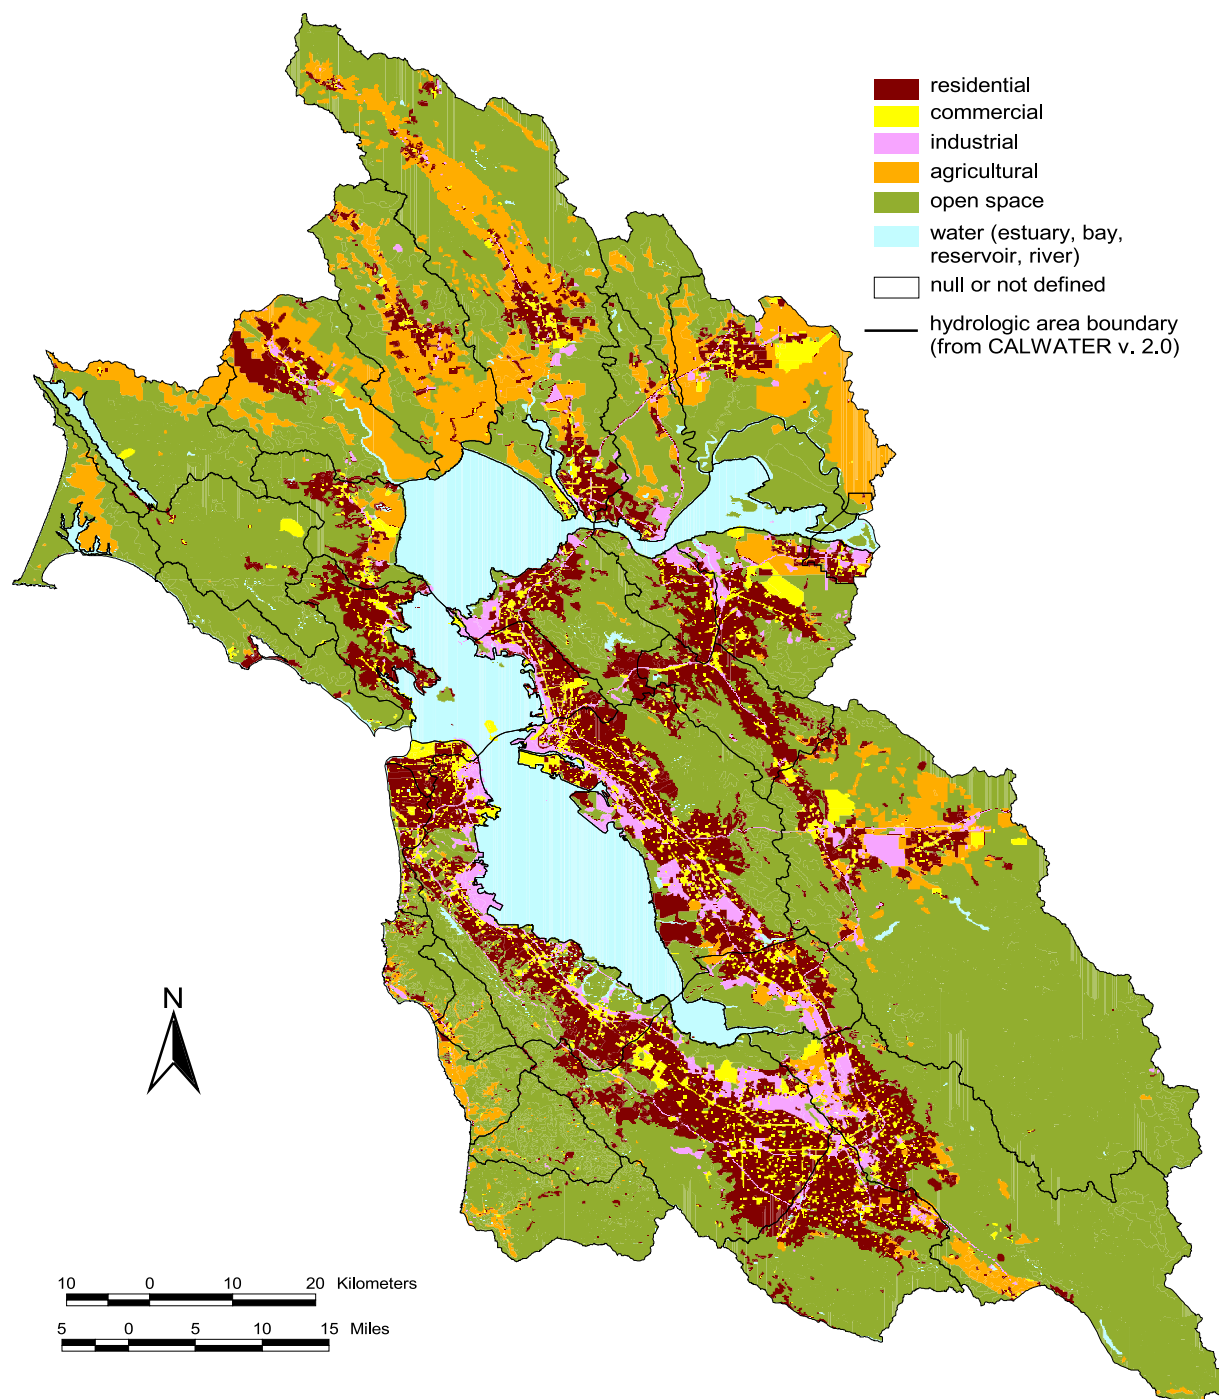 residential
commercial
industrial
agricultural
open space
water (estuary, bay,
reservoir, river)
null or not defined
hydrologic area boundary
(from CALWATER v. 2.0)
N
10 0 10 20 Kilometers
5 0 5 10 15 Miles